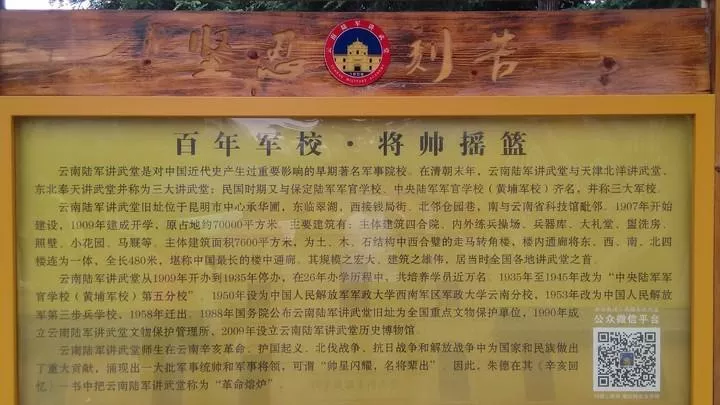 坚忍
云南陆军讲武堂
刻苦
百年军校·将帅摇篮
云南陆军讲武堂是对中国近代史产生过重要影响的早期著名军事院校。在清朝末年，云南陆军讲武堂与天津北洋讲武堂、
东北奉天讲武堂并称为三大讲武堂；民国时期又与保定陆军军官学校、中央陆军军官学校（黄埔军校）齐名，并称三大军校。
云南陆军讲武堂旧址位于昆明市中心承华圃，东临翠湖，西接钱局街，北邻仓园巷，南与云南省科技馆毗邻。1907年开始
建设，1909年建成开学，原占地约70000平方米。主要建筑有：主体建筑四合院、内外练兵操场、兵器库、大礼堂、盥洗房、
照壁、小花园、马厩等。主体建筑面积7600平方米，为土、木、石结构中西合璧的走马转角楼，楼内通廊将东、西、南、北四
楼连为一体，全长480米，堪称中国最长的楼中通廊。其规模之宏大、建筑之雄伟，居当时全国各地讲武堂之首。
云南陆军讲武堂从1909年开办到1935年停办，在26年办学历程中，共培养学员近万名。1935年至1945年改为“中央陆军军
官学校（黄埔军校）第五分校”。1950年设为中国人民解放军军政大学西南军区军政大学云南分校，1953年改为中国人民解放
军第三步兵学校，1958年迁出。1988年国务院公布云南陆军讲武堂旧址为全国重点文物保护单位，1990年成
立云南陆军讲武堂文物保护管理所，2009年设立云南陆军讲武堂历史博物馆。
云南陆军讲武堂师生在云南辛亥革命、护国起义、北伐战争、抗日战争和解放战争中为国家和民族做出
了重大贡献，涌现出一大批军事统帅和军事将领，可谓“帅星闪耀，名将辈出”。因此，朱德在其《辛亥回
忆》一书中把云南陆军讲武堂称为“革命熔炉”。
公众微信平台